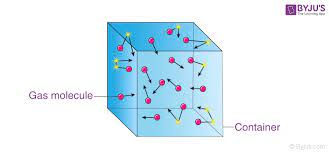 BYJU'S
The Learning App
Gas molecule
Container
© Byjus.com